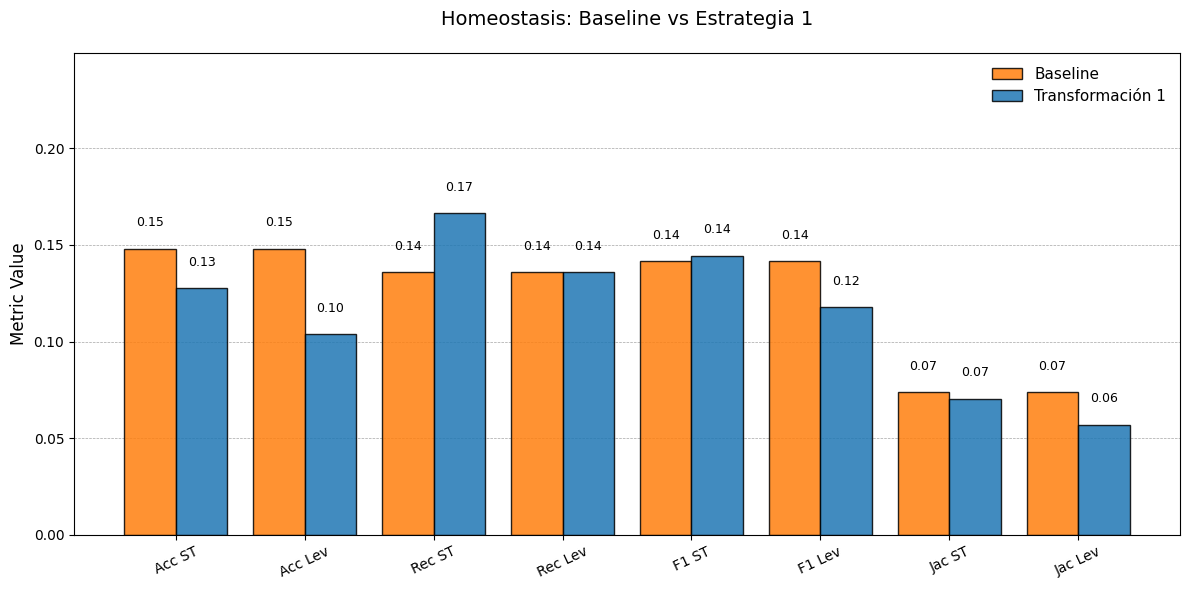 Homeostasis: Baseline vs Estrategia 1
Baseline
Transformación 1
Metric Value
0.20
0.15
0.10
0.05
0.00
0.15
0.13
0.15
0.10
0.14
0.17
0.14
0.14
0.14
0.14
0.14
0.12
0.07
0.07
0.07
0.06
Acc ST
Acc Lev
Rec ST
Rec Lev
F1 ST
F1 Lev
Jac ST
Jac Lev